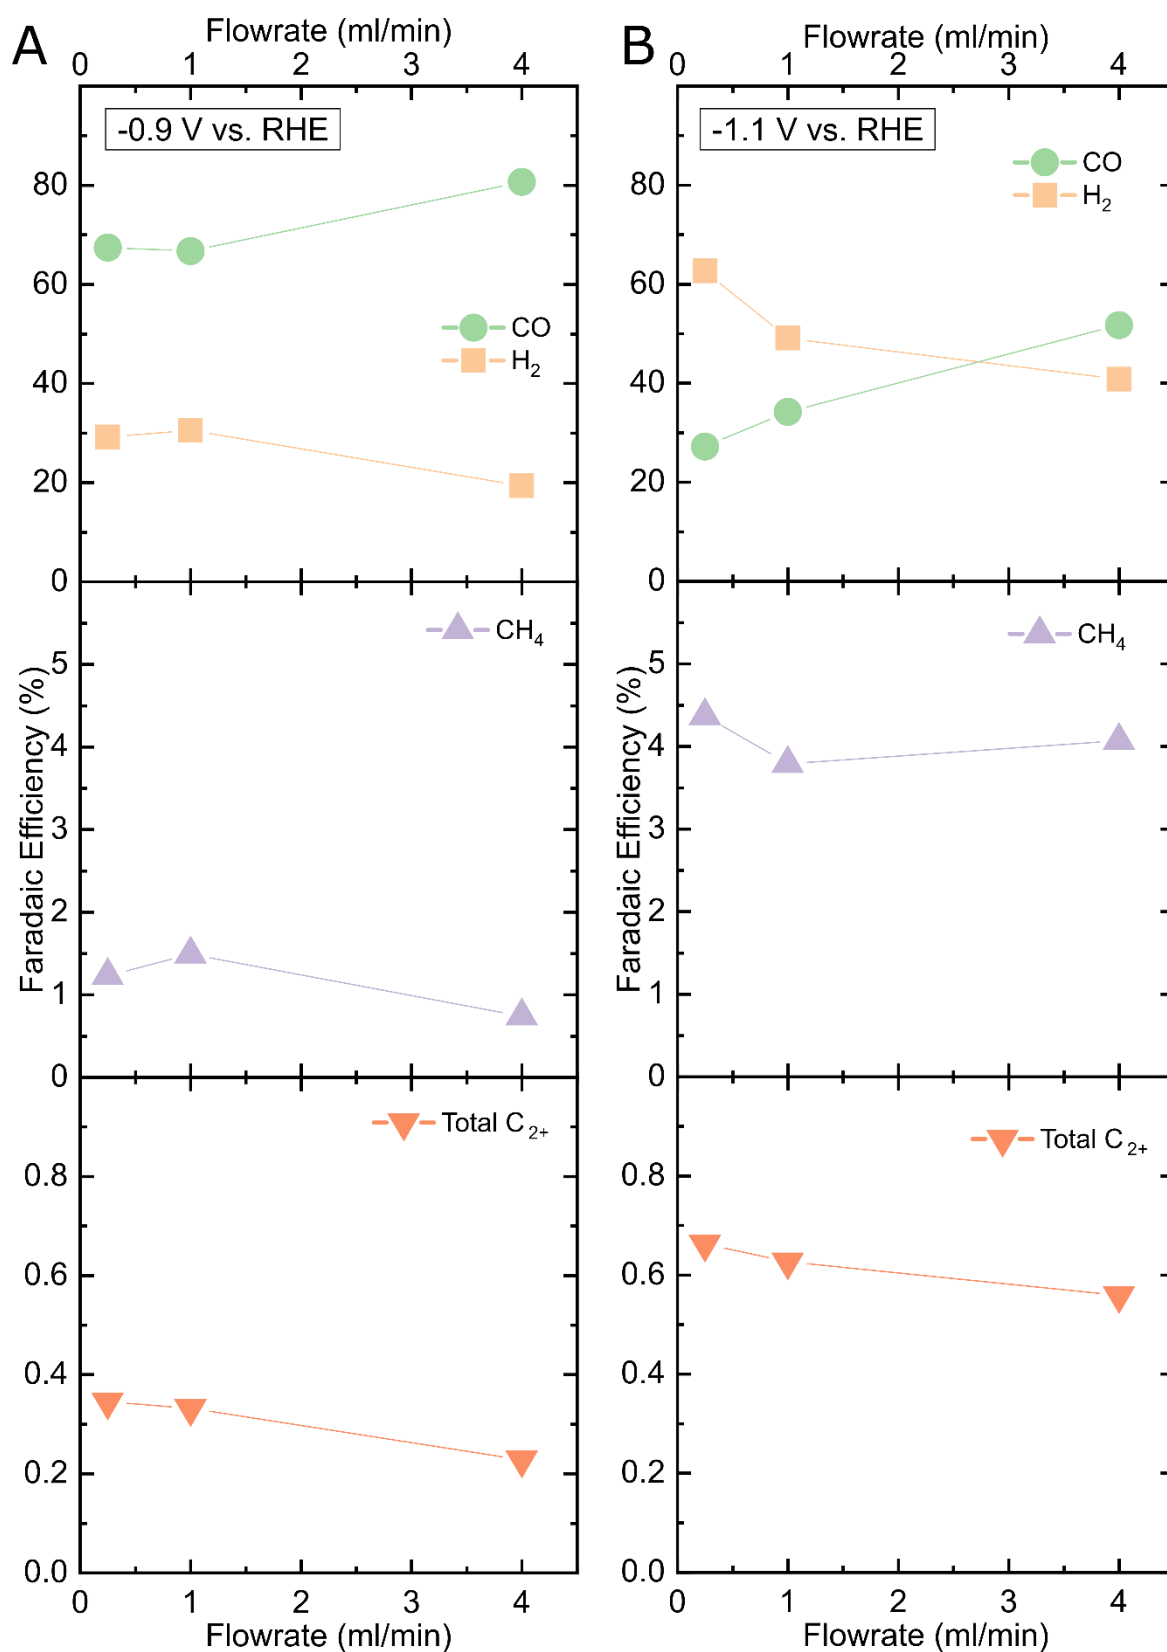 A
Flowrate (ml/min)
0 1 2 3 4
-0.9 V vs. RHE
80
60
40
20
0
CO
H₂
CH₄
5
4
3
2
1
0
Faradaic Efficiency (%)
Total C₂₊
0.8
0.6
0.4
0.2
0.0
0 1 2 3 4
Flowrate (ml/min)
B
Flowrate (ml/min)
0 1 2 3 4
-1.1 V vs. RHE
CO
H₂
80
60
40
20
0
CH₄
5
4
3
2
1
0
Faradaic Efficiency (%)
Total C₂₊
0.8
0.6
0.4
0.2
0.0
0 1 2 3 4
Flowrate (ml/min)